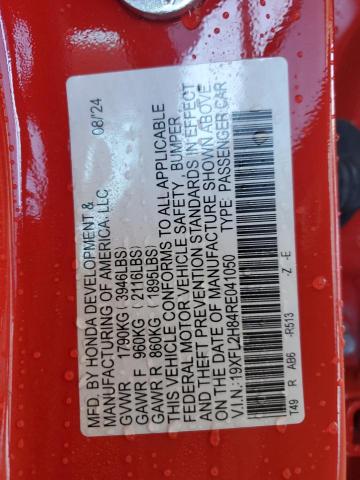 MFD. BY HONDA DEVELOPMENT & 08/'24
MANUFACTURING OF AMERICA, LLC
GVWR 1790KG (3946LBS)
GAWR F 960KG (2116LBS)
GAWR R 860KG (1895LBS)
THIS VEHICLE CONFORMS TO ALL APPLICABLE
FEDERAL MOTOR VEHICLE SAFETY, BUMPER
AND THEFT PREVENTION STANDARDS IN EFFECT
ON THE DATE OF MANUFACTURE SHOWN ABOVE.
V.I.N.: 19XFL2H84RE041050 TYPE: PASSENGER CAR
T49 R AB6 -R513 -Z -E